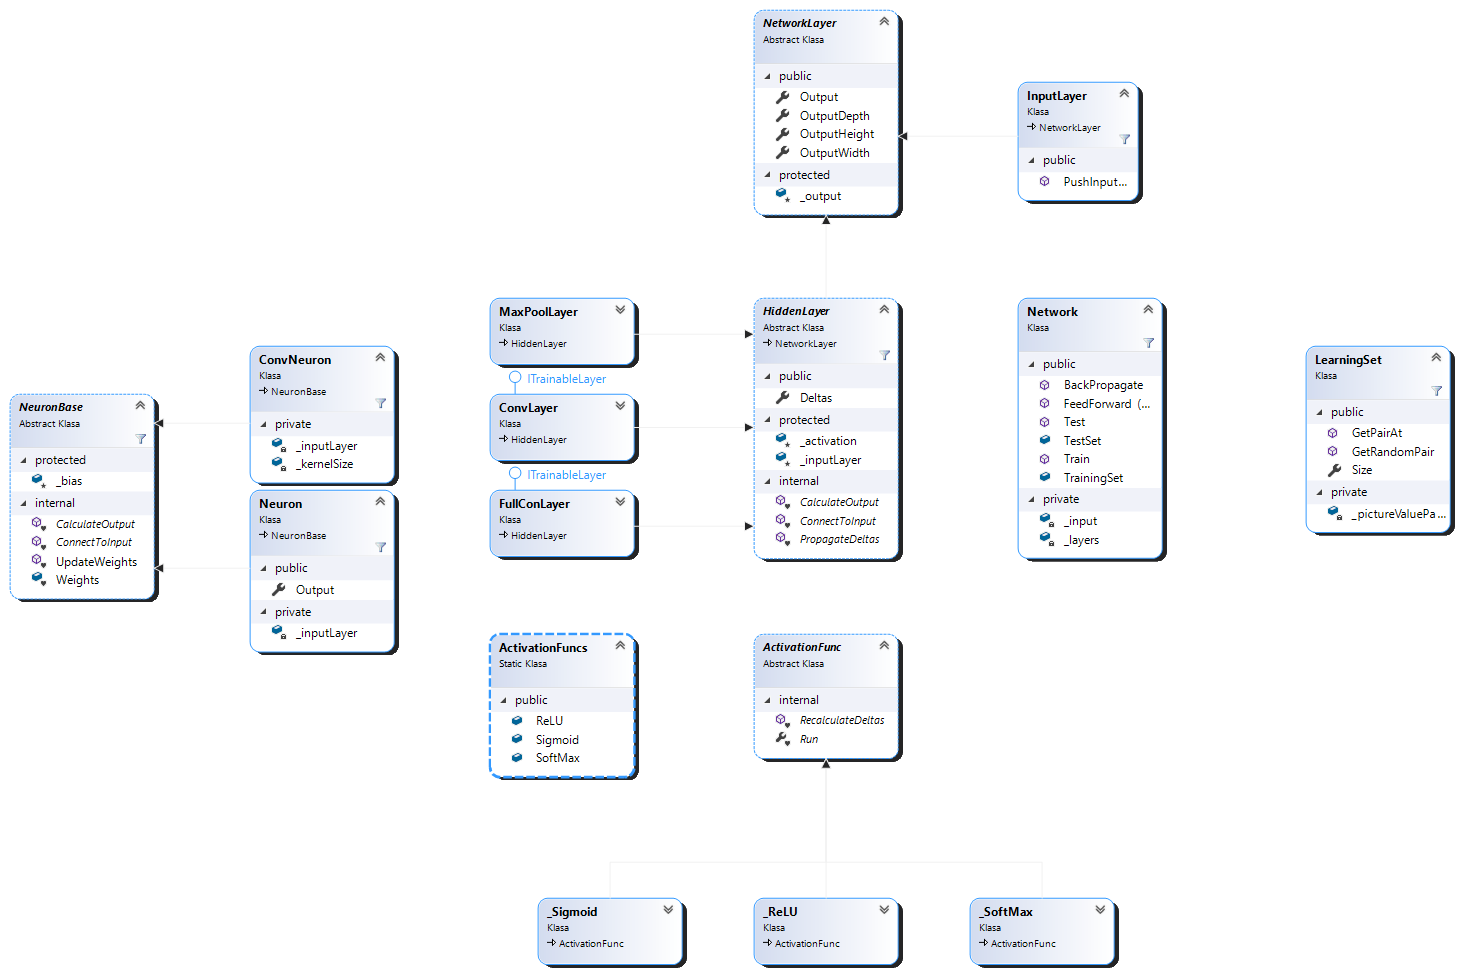 NetworkLayer
Abstract Klasa
public
Output
OutputDepth
OutputHeight
OutputWidth
protected
_output
InputLayer
Klasa
NetworkLayer
public
PushInput...
MaxPoolLayer
Klasa
HiddenLayer
ITrainableLayer
ConvLayer
Klasa
HiddenLayer
ITrainableLayer
FullConLayer
Klasa
HiddenLayer
HiddenLayer
Abstract Klasa
NetworkLayer
public
Deltas
protected
_activation
_inputLayer
internal
CalculateOutput
ConnectToInput
PropagateDeltas
Network
Klasa
public
BackPropagate
FeedForward (...
Test
TestSet
Train
TrainingSet
private
_input
_layers
LearningSet
Klasa
public
GetPairAt
GetRandomPair
Size
private
_pictureValuePa...
NeuronBase
Abstract Klasa
protected
_bias
internal
CalculateOutput
ConnectToInput
UpdateWeights
Weights
ConvNeuron
Klasa
NeuronBase
private
_inputLayer
_kernelSize
Neuron
Klasa
NeuronBase
public
Output
private
_inputLayer
ActivationFuncs
Static Klasa
public
ReLU
Sigmoid
SoftMax
ActivationFunc
Abstract Klasa
internal
RecalculateDeltas
Run
_Sigmoid
Klasa
ActivationFunc
_ReLU
Klasa
ActivationFunc
_SoftMax
Klasa
ActivationFunc